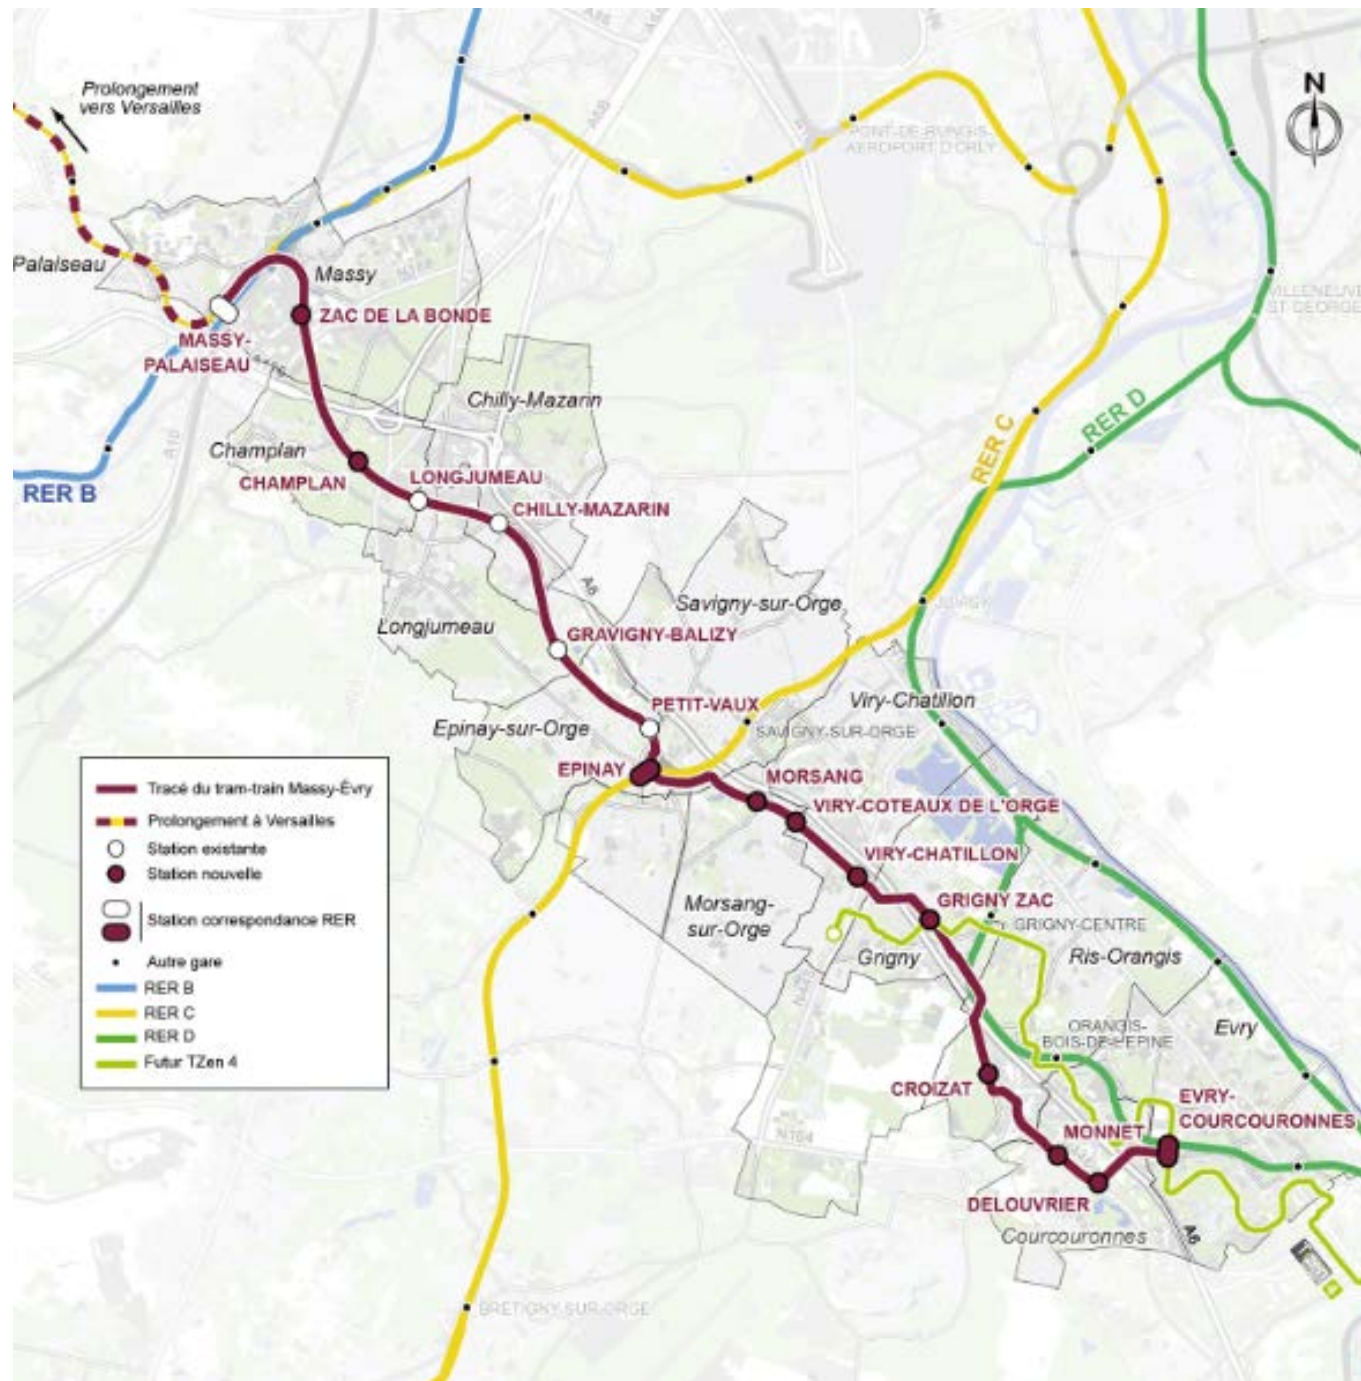 Prolongement
vers Versailles
N
PONT-DE-RUNGIS-
AEROPORT D'ORLY
Palaiseau
Massy
ZAC DE LA BONDE
MASSY-
PALAISEAU
Chilly-Mazarin
RER C
RER D
Champlan
CHAMPLAN
LONGJUMEAU
RER B
CHILLY-MAZARIN
A6
Savigny-sur-Orge
JUVISY
Longjumeau
GRAVIGNY-BALIZY
Viry-Chatillon
PETIT-VAUX
Epinay-sur-Orge
SAVIGNY-SUR-ORGE
EPINAY
MORSANG
VIRY-COTEAUX DE L'ORGE
VIRY-CHATILLON
Morsang-
sur-Orge
GRIGNY ZAC
GRIGNY-CENTRE
Grigny
Ris-Orangis
ORANGIS-
BOIS-DE-L'EPINE
Evry
CROIZAT
EVRY-
COURCOURONNES
MONNET
N104
DELOUVRIER
Courcouronnes
A6
BRETIGNY-SUR-ORGE
Tracé du tram-train Massy-Évry
Prolongement à Versailles
Station existante
Station nouvelle
Station correspondance RER
Autre gare
RER B
RER C
RER D
Futur TZen 4